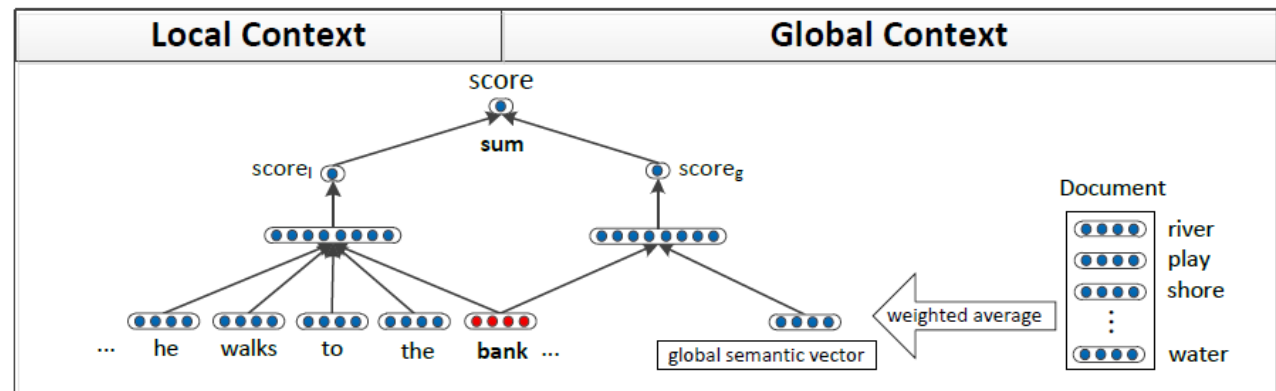 Local Context
Global Context
score
sum
scoreₗ
score_g
Document
river
play
shore
⋮
water
weighted average
... he walks to the bank ...
global semantic vector